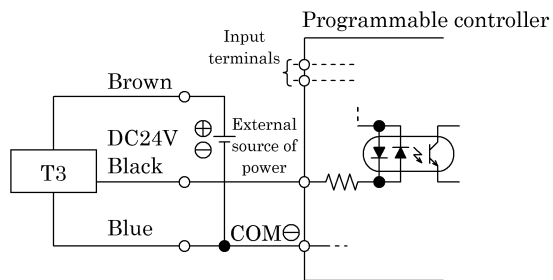 Programmable controller
Input
terminals
Brown
DC24V
⊕
⊖
External
source of
power
Black
T3
Blue
COM⊖